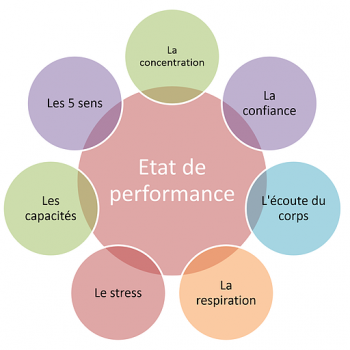 La
concentration
La
confiance
L'écoute du
corps
La
respiration
Le stress
Les
capacités
Les 5 sens
Etat de
performance